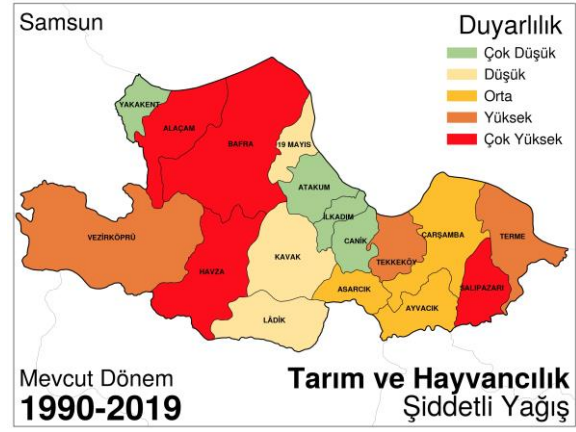 Samsun
Duyarlılık
Çok Düşük
Düşük
Orta
Yüksek
Çok Yüksek
YAKAKENT
ALAÇAM
BAFRA
19 MAYIS
ATAKUM
İLKADIM
CANİK
ÇARŞAMBA
TERME
VEZİRKÖPRÜ
HAVZA
KAVAK
TEKKEKÖY
ASARCIK
AYVACIK
SALIPAZARI
LÂDİK
Mevcut Dönem
1990-2019
Tarım ve Hayvancılık
Şiddetli Yağış